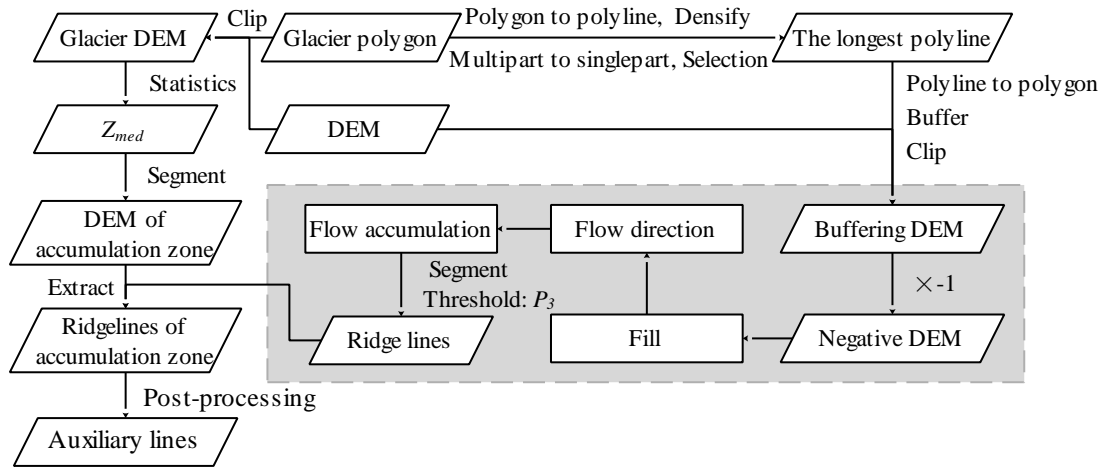 Clip
Polygon to polyline, Densify
Glacier DEM
Glacier polygon
The longest polyline
Multipart to singlepart, Selection
Statistics
Polyline to polygon
Buffer
Clip
Zmed
DEM
Segment
DEM of
accumulation zone
Flow accumulation
Flow direction
Buffering DEM
Extract
Segment
Threshold: P3
×-1
Ridgelines of
accumulation zone
Ridge lines
Fill
Negative DEM
Post-processing
Auxiliary lines